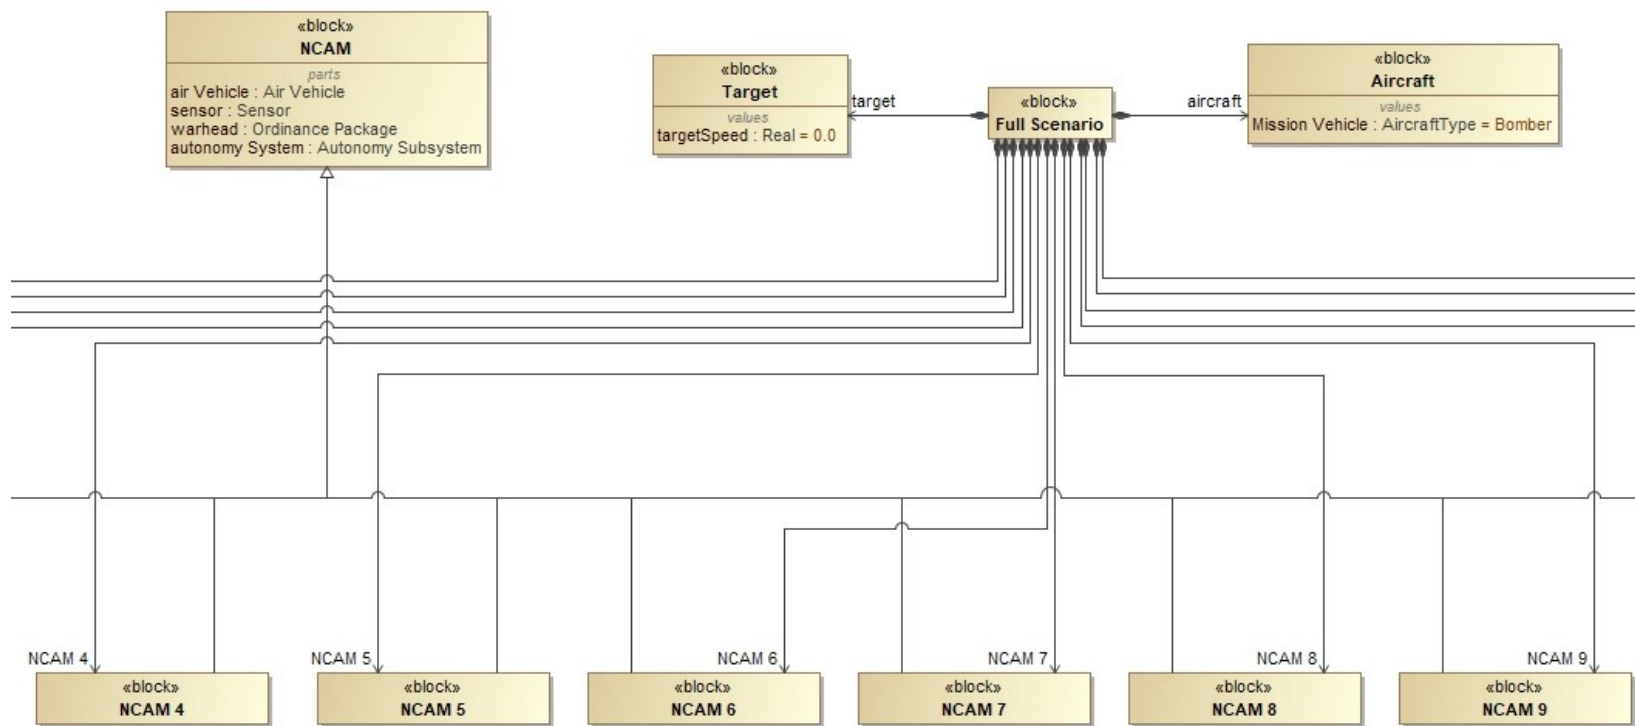 «block»
NCAM
parts
air Vehicle : Air Vehicle
sensor : Sensor
warhead : Ordinance Package
autonomy System : Autonomy Subsystem
«block»
Target
values
targetSpeed : Real = 0.0
target
«block»
Full Scenario
aircraft
«block»
Aircraft
values
Mission Vehicle : AircraftType = Bomber
NCAM 4
NCAM 5
NCAM 6
NCAM 7
NCAM 8
NCAM 9
«block»
NCAM 4
«block»
NCAM 5
«block»
NCAM 6
«block»
NCAM 7
«block»
NCAM 8
«block»
NCAM 9